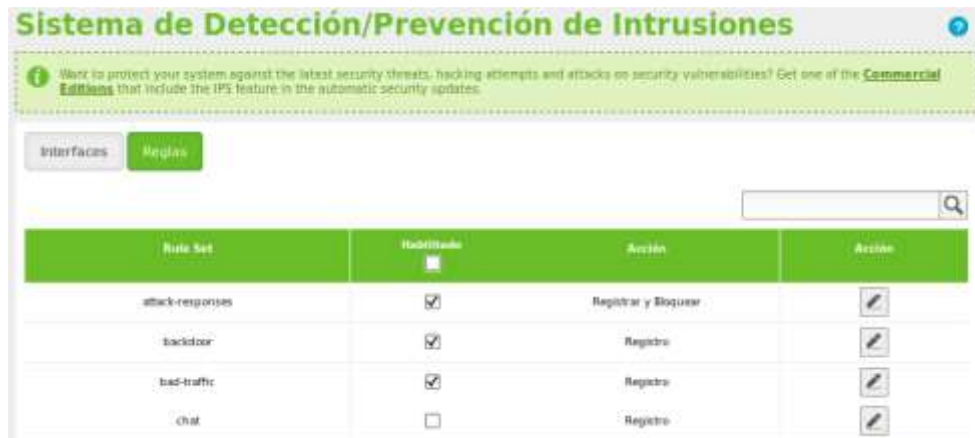 Sistema de Detección/Prevención de Intrusiones
Want to protect your system against the latest security threats, hacking attempts and attacks on security vulnerabilities? Get one of the Commercial
Editions that include the IPS feature in the automatic security updates.
Interfaces Reglas
Rule Set Habilitado Acción Acción
attack-responses Registrar y Bloquear
backdoor Registro
bad-traffic Registro
chat Registro